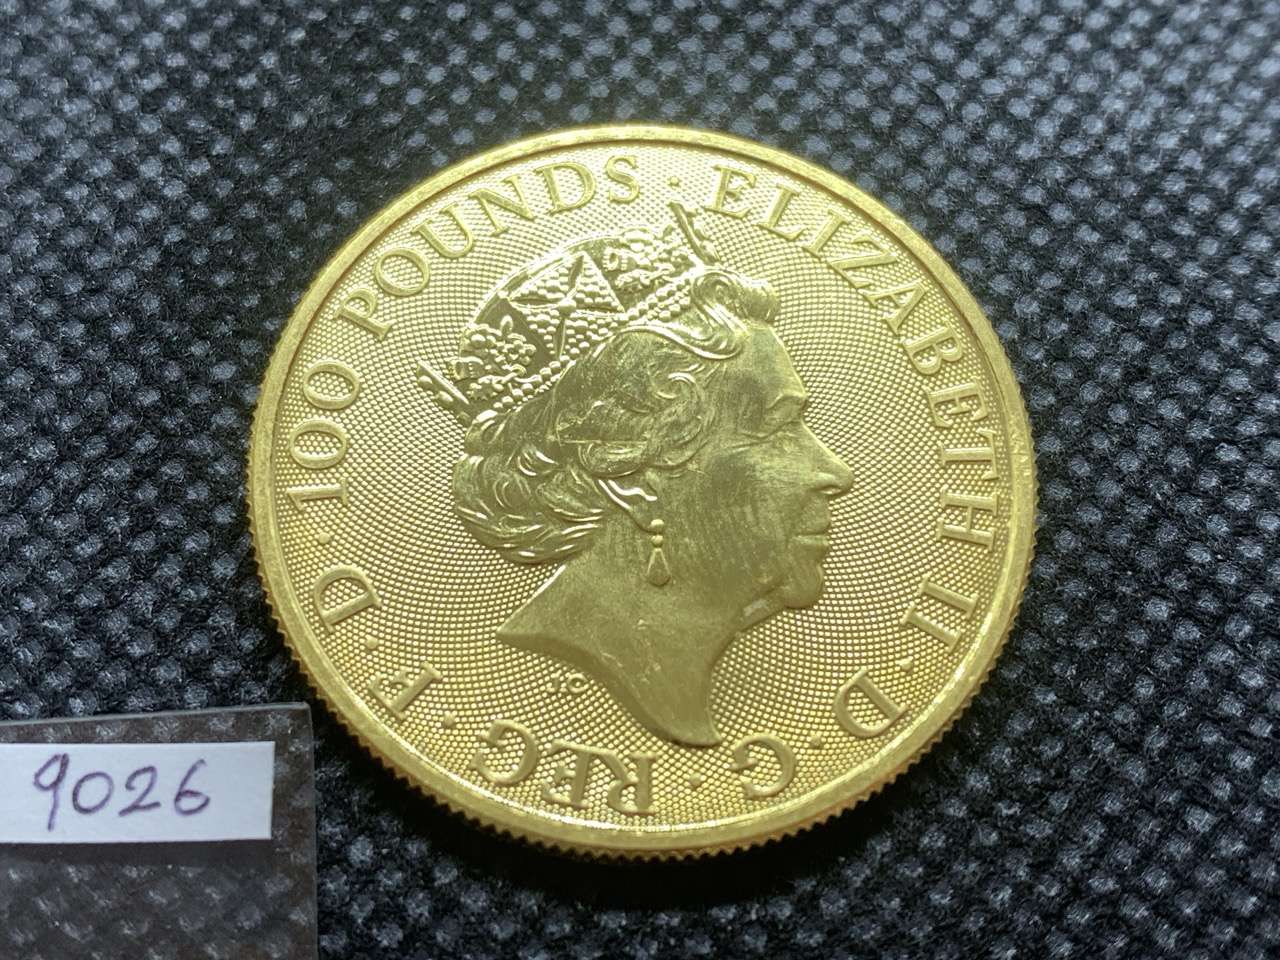 ELIZABETH II · D · G · REG · F · D · 100 POUNDS ·
J.C
9026